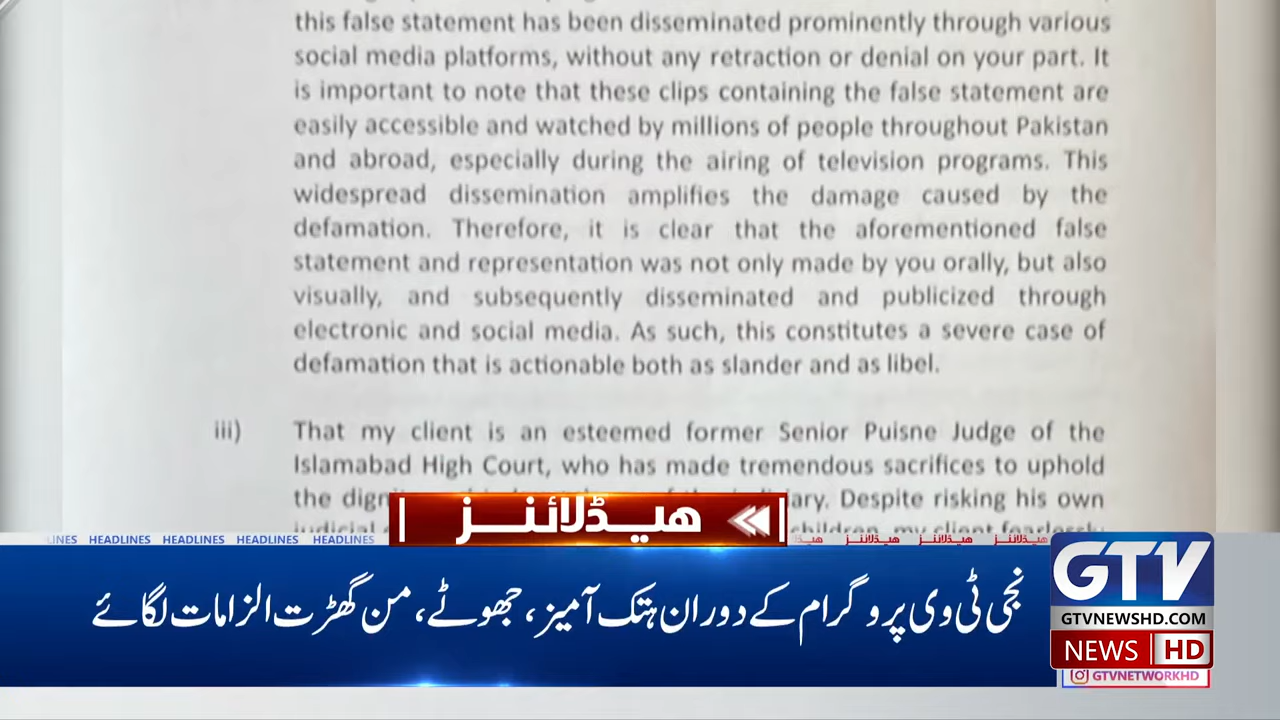 this false statement has been disseminated prominently through various
social media platforms, without any retraction or denial on your part. It
is important to note that these clips containing the false statement are
easily accessible and watched by millions of people throughout Pakistan
and abroad, especially during the airing of television programs. This
widespread dissemination amplifies the damage caused by the
defamation. Therefore, it is clear that the aforementioned false
statement and representation was not only made by you orally, but also
visually, and subsequently disseminated and publicized through
electronic and social media. As such, this constitutes a severe case of
defamation that is actionable both as slander and as libel.
iii) That my client is an esteemed former Senior Puisne Judge of the
Islamabad High Court, who has made tremendous sacrifices to uphold
the Despite risking his own
children, my client fearlessly
ھیڈلائنز
HEADLINES HEADLINES HEADLINES HEADLINES
ہیڈلائنز ہیڈلائنز ہیڈلائنز
نجی ٹی وی پروگرام کے دوران ہتک آمیز، جھوٹے، من گھڑت الزامات لگائے
GTV
GTVNEWSHD.COM
NEWS HD
GTVNETWORKHD